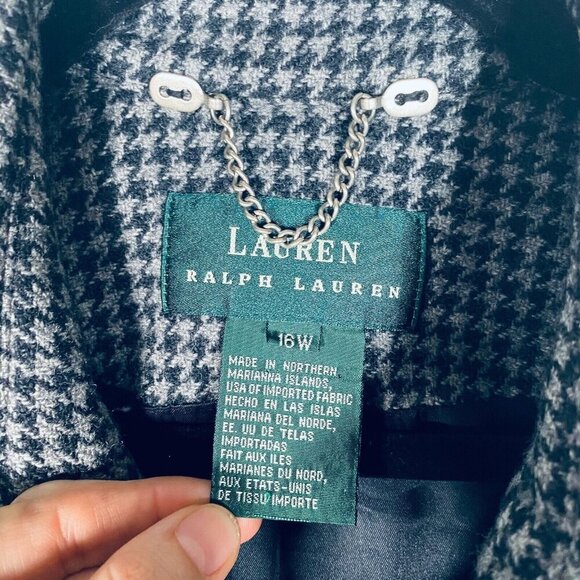 LAUREN
RALPH LAUREN
16W
MADE IN NORTHERN
MARIANNA ISLANDS,
USA OF IMPORTED FABRIC
HECHO EN LAS ISLAS
MARIANA DEL NORDE,
EE. UU DE TELAS
IMPORTADAS
FAIT AUX ILES
MARIANES DU NORD,
AUX ETATS-UNIS
DE TISSU IMPORTE